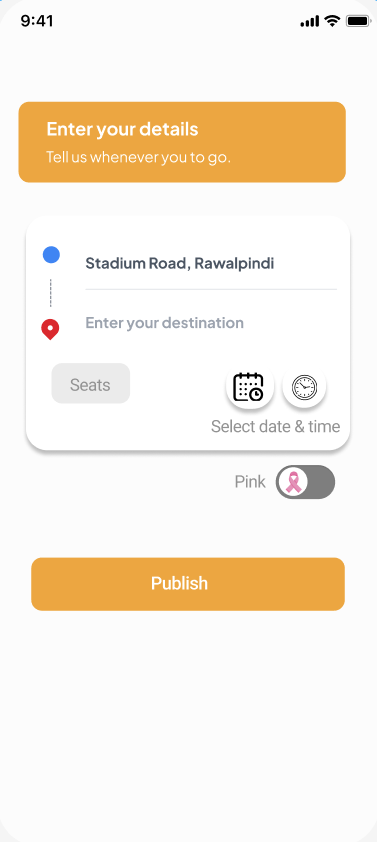 9:41
Enter your details
Tell us whenever you to go.
Stadium Road, Rawalpindi
Enter your destination
Seats
Select date & time
Pink
Publish